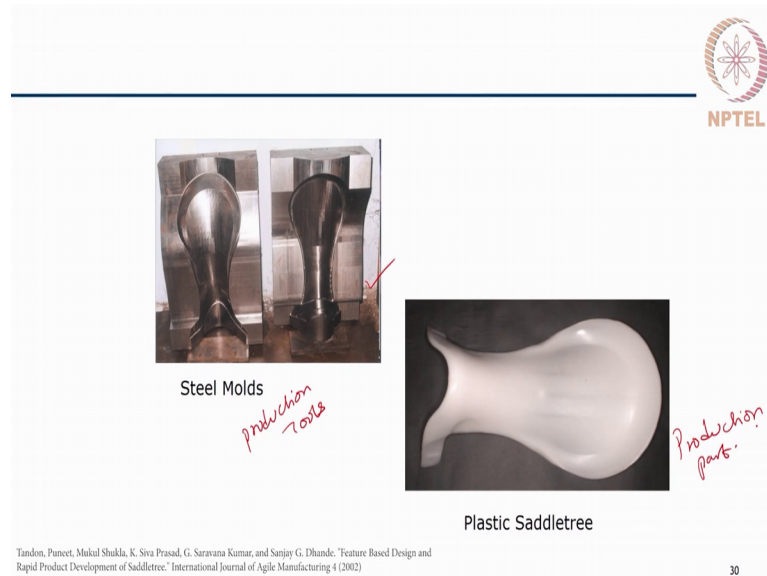 NPTEL
Steel Molds
production
Tools
Production
part.
Plastic Saddletree
Tandon, Puneet, Mukul Shukla, K. Siva Prasad, G. Saravana Kumar, and Sanjay G. Dhande. "Feature Based Design and
Rapid Product Development of Saddletree." International Journal of Agile Manufacturing 4 (2002)
30